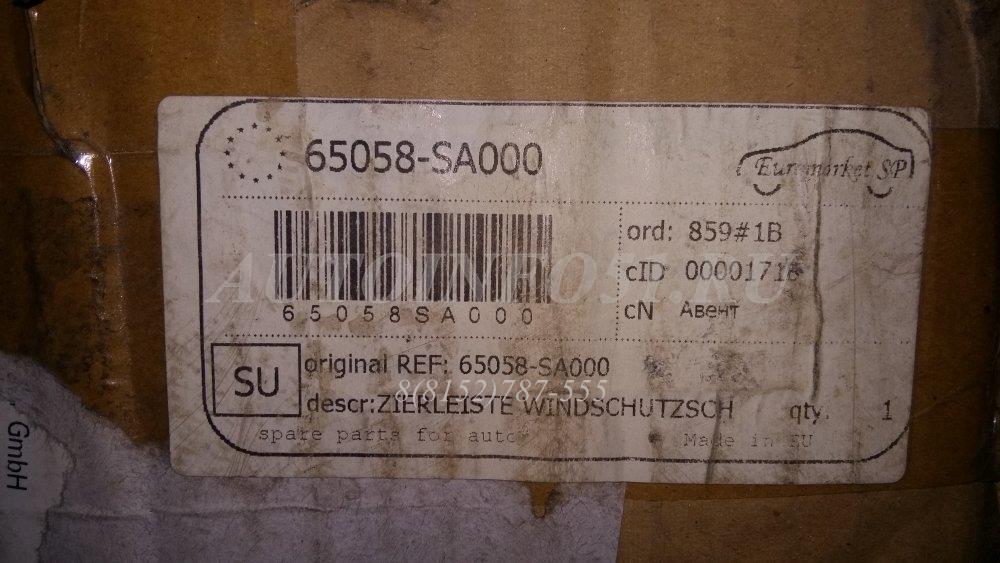 65058-SA000
Euromarket SP
65058SA000
ord: 859#1B
cID 0000171
cN Авент
AUTOINFO51.RU
SU
original REF: 65058-SA000
8(8152)787-555
descr:ZIERLEISTE WINDSCHUTZSCH qty. 1
spare parts for auto
Made in EU
GmbH